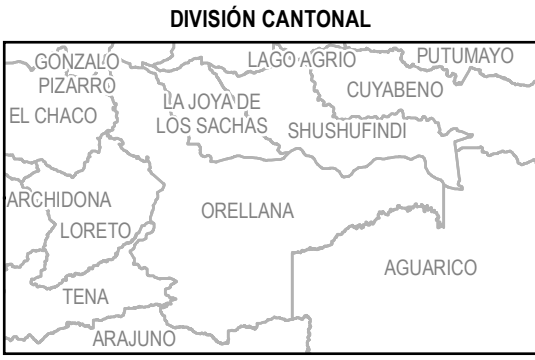 DIVISIÓN CANTONAL
GONZALO
PIZARRO
LAGO AGRIO
PUTUMAYO
CUYABENO
EL CHACO
LA JOYA DE
LOS SACHAS
SHUSHUFINDI
ARCHIDONA
LORETO
ORELLANA
AGUARICO
TENA
ARAJUNO